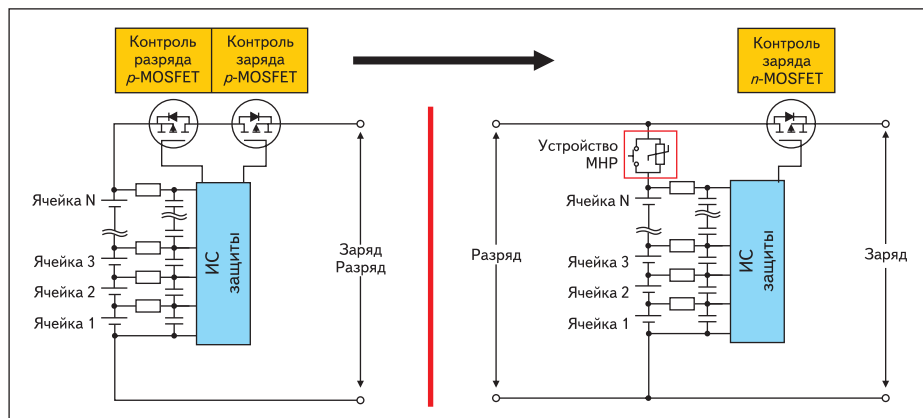 Контроль
разряда
p-MOSFET
Контроль
заряда
p-MOSFET
Ячейка N
Ячейка 3
Ячейка 2
Ячейка 1
ИС
защиты
Заряд
Разряд
Контроль
заряда
n-MOSFET
Устройство
MHP
Ячейка N
Ячейка 3
Ячейка 2
Ячейка 1
ИС
защиты
Разряд
Заряд